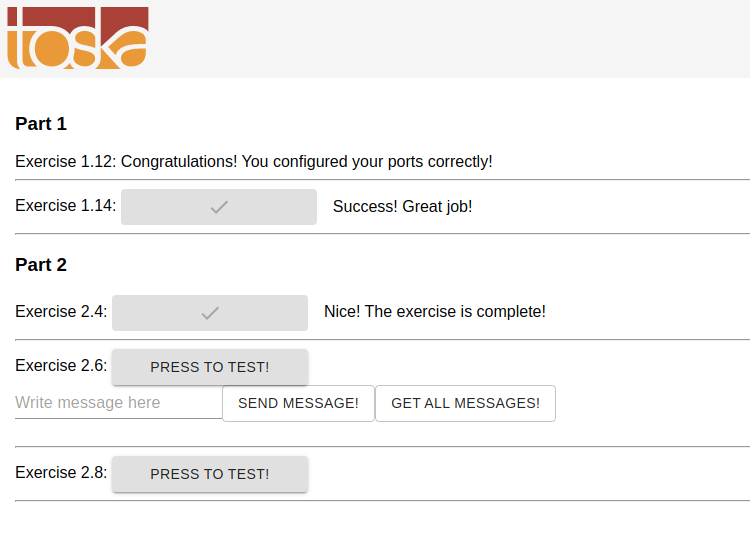 toska
Part 1
Exercise 1.12: Congratulations! You configured your ports correctly!
Exercise 1.14: Success! Great job!
Part 2
Exercise 2.4: Nice! The exercise is complete!
Exercise 2.6: PRESS TO TEST!
Write message here SEND MESSAGE! GET ALL MESSAGES!
Exercise 2.8: PRESS TO TEST!